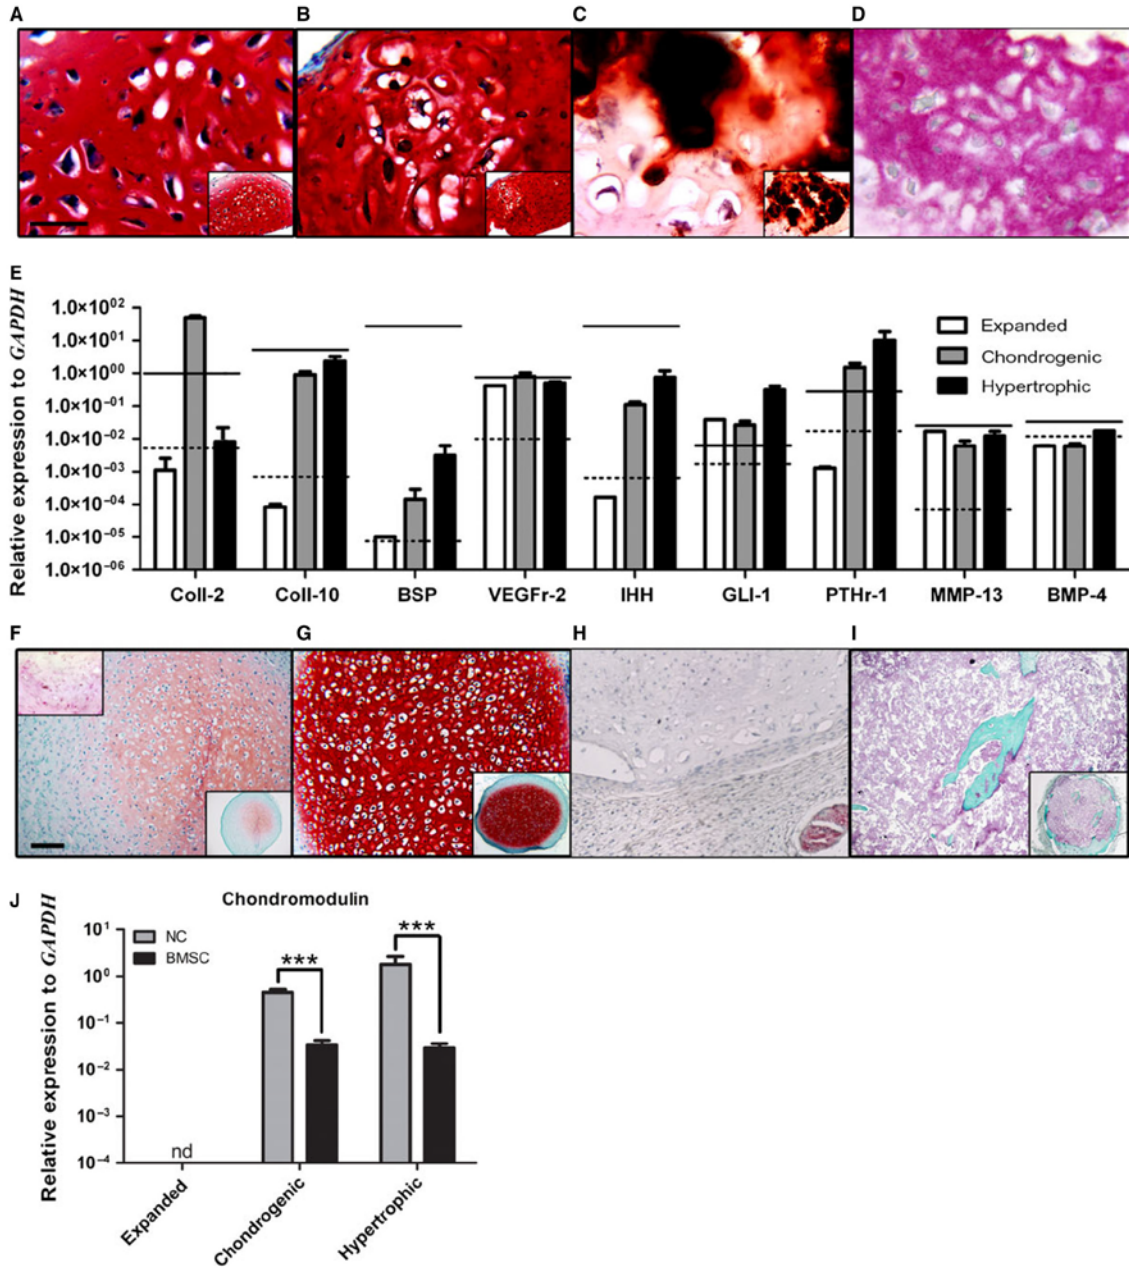 A B C D
E
Relative expression to GAPDH
1.0×10⁰²
1.0×10⁰¹
1.0×10⁰⁰
1.0×10⁻⁰¹
1.0×10⁻⁰²
1.0×10⁻⁰³
1.0×10⁻⁰⁴
1.0×10⁻⁰⁵
1.0×10⁻⁰⁶
Expanded
Chondrogenic
Hypertrophic
Coll-2 Coll-10 BSP VEGFr-2 IHH GLI-1 PTHr-1 MMP-13 BMP-4
F G H I
J
Chondromodulin
Relative expression to GAPDH
10¹
10⁰
10⁻¹
10⁻²
10⁻³
10⁻⁴
NC
BMSC
***
***
nd
Expanded
Chondrogenic
Hypertrophic